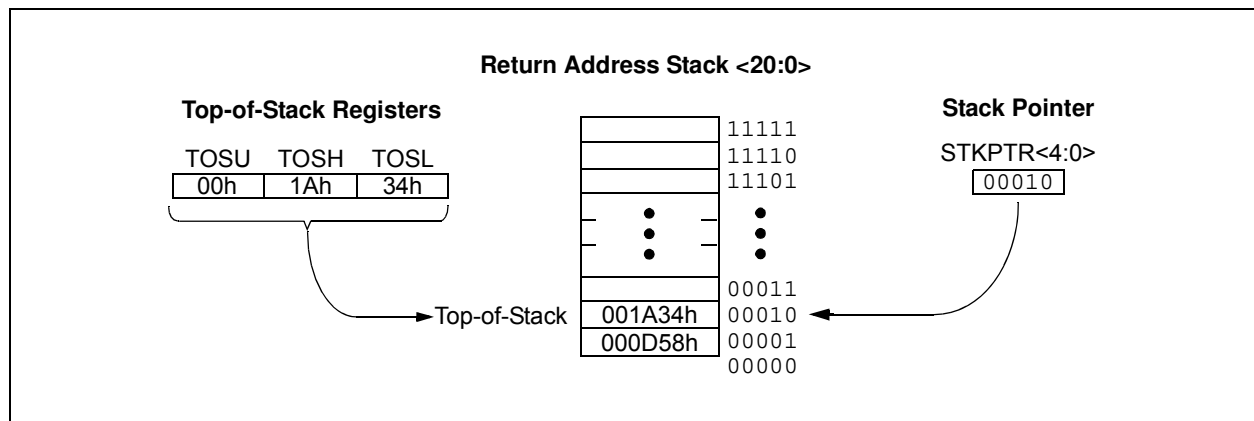 Return Address Stack <20:0>
Top-of-Stack Registers
Stack Pointer
TOSU TOSH TOSL
STKPTR<4:0>
00h 1Ah 34h
00010
11111
11110
11101
00011
Top-of-Stack 001A34h 00010
000D58h 00001
00000